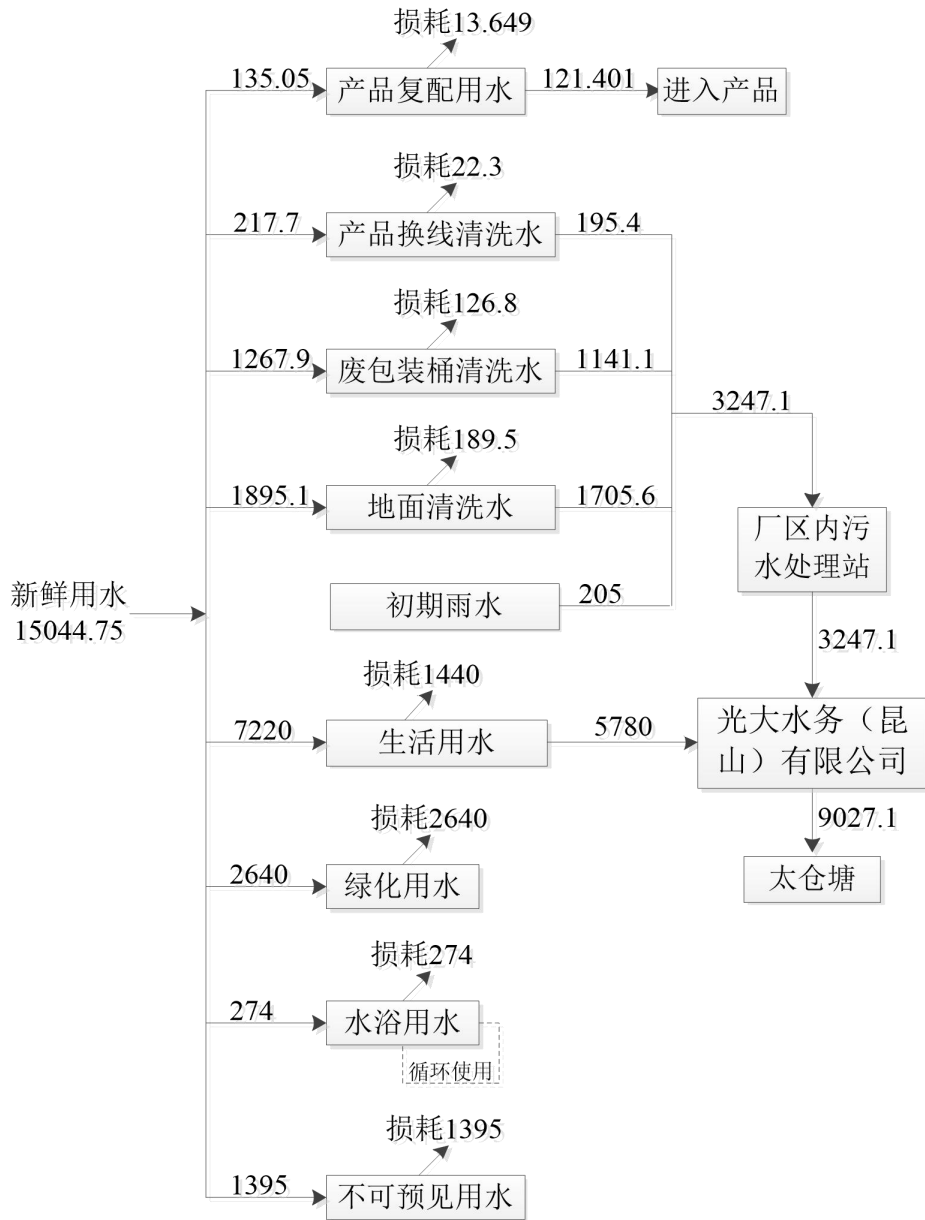 损耗13.649
135.05
产品复配用水
121.401
进入产品
损耗22.3
217.7
产品换线清洗水
195.4
损耗126.8
1267.9
废包装桶清洗水
1141.1
3247.1
损耗189.5
1895.1
地面清洗水
1705.6
厂区内污
水处理站
新鲜用水
15044.75
初期雨水
205
3247.1
损耗1440
7220
生活用水
5780
光大水务（昆
山）有限公司
9027.1
损耗2640
2640
绿化用水
太仓塘
损耗274
274
水浴用水
循环使用
损耗1395
1395
不可预见用水